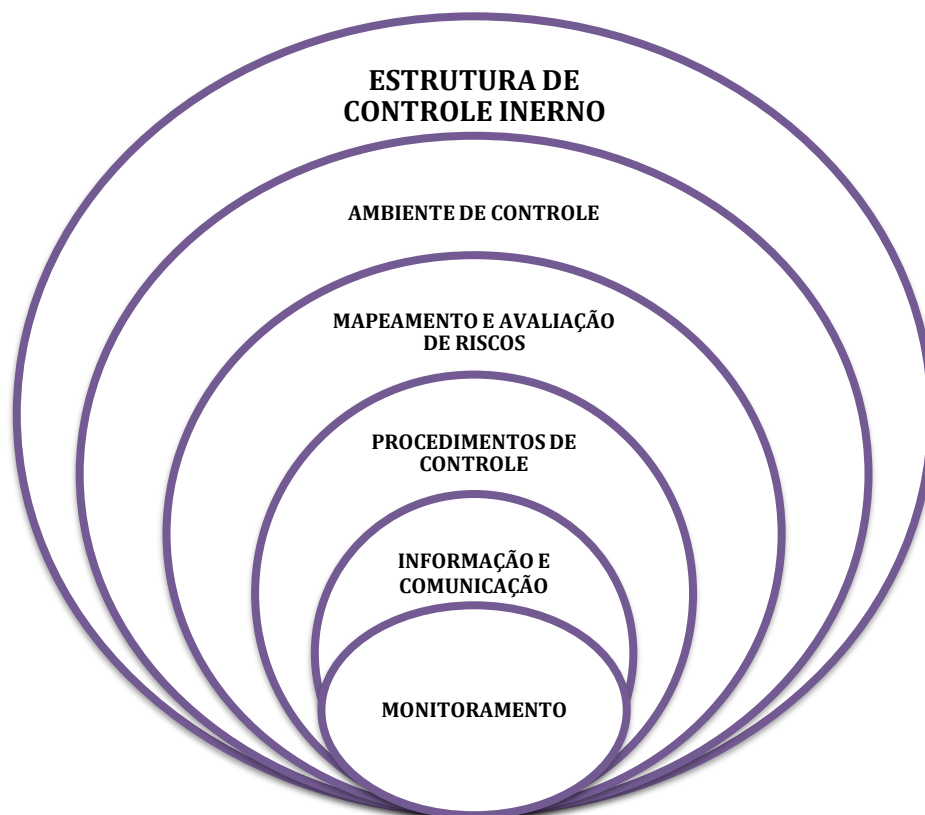 ESTRUTURA DE
CONTROLE INERNO
AMBIENTE DE CONTROLE
MAPEAMENTO E AVALIAÇÃO
DE RISCOS
PROCEDIMENTOS DE
CONTROLE
INFORMAÇÃO E
COMUNICAÇÃO
MONITORAMENTO